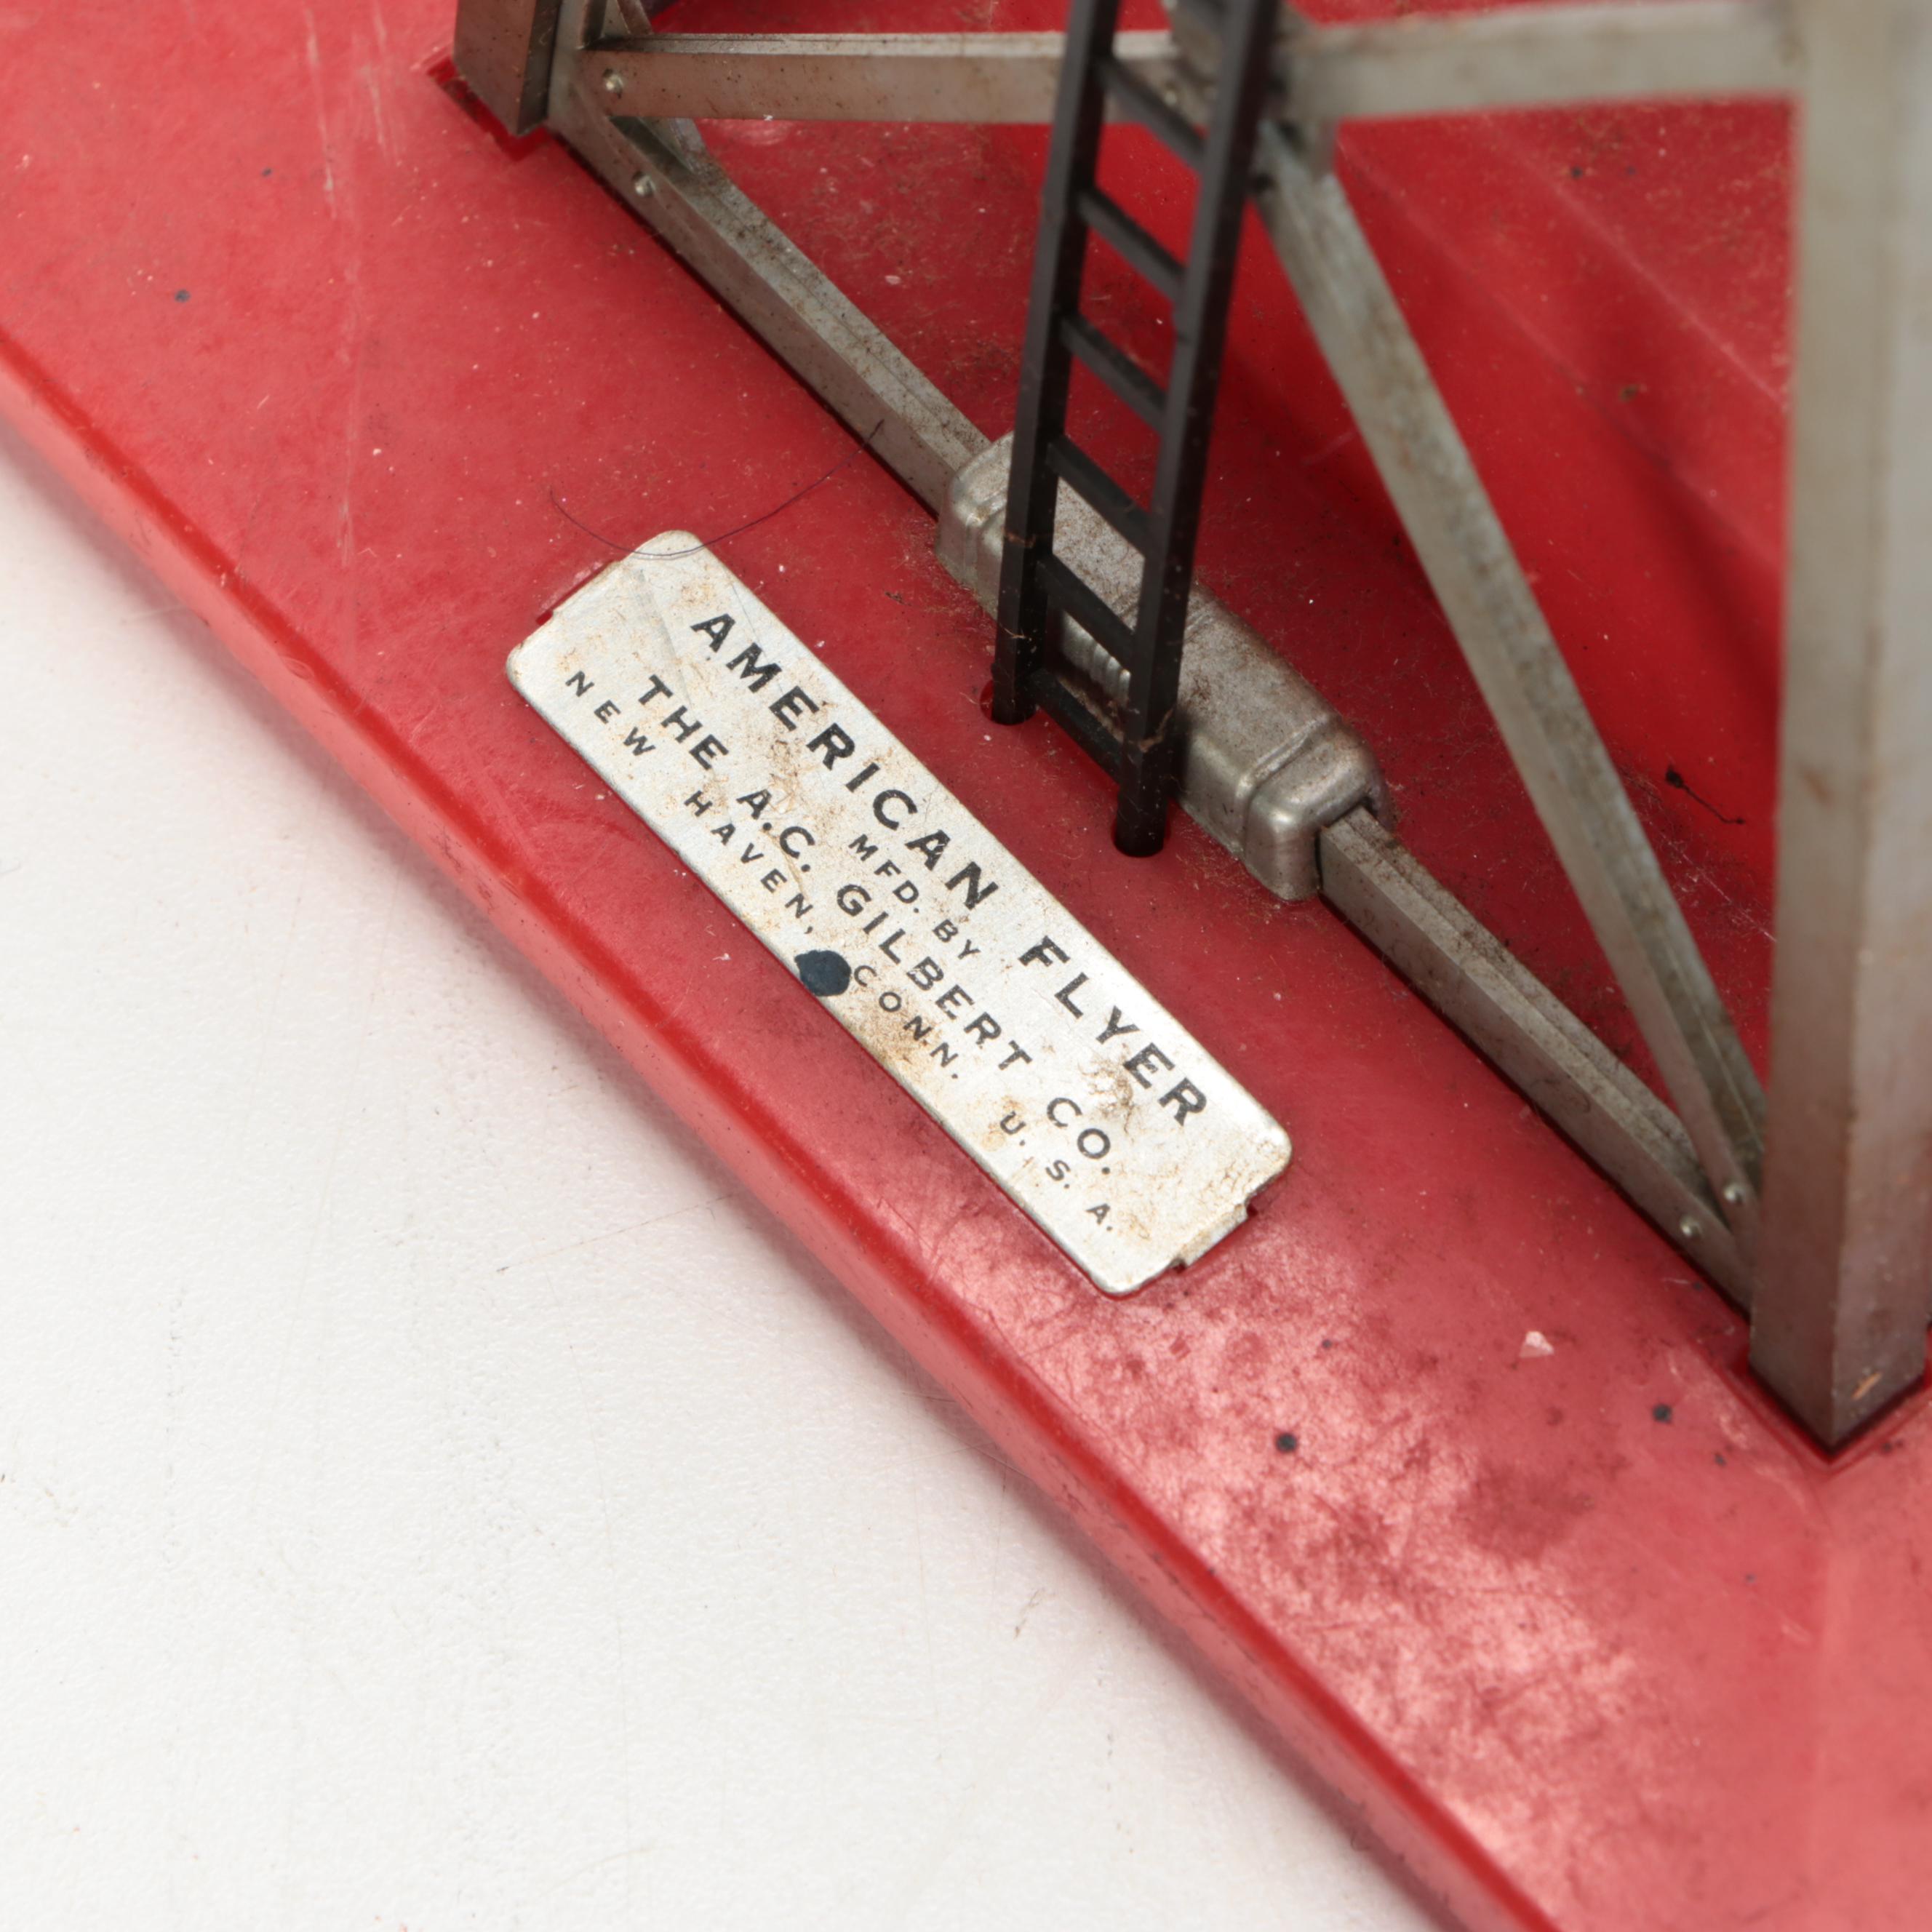 AMERICAN FLYER
MFD. BY
THE A.C. GILBERT CO.
NEW HAVEN, CONN. U. S. A.